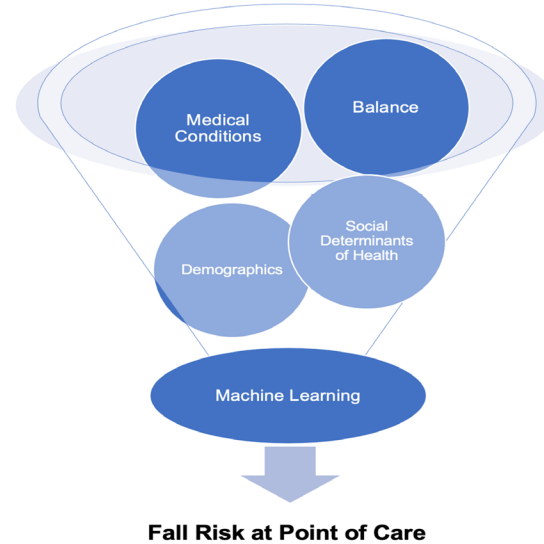 Medical
Conditions
Balance
Demographics
Social
Determinants
of Health
Machine Learning
Fall Risk at Point of Care